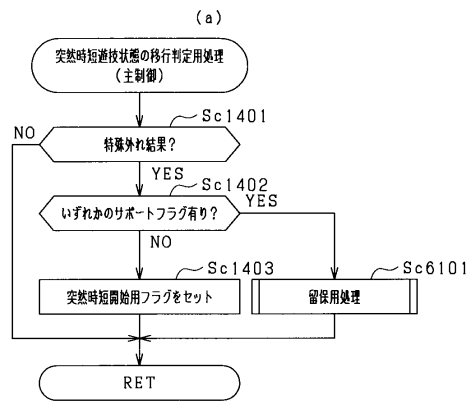 (a)
突然時短遊技状態の移行判定用処理
(主制御)
Sc1401
NO
特殊外れ結果?
YES
Sc1402
いずれかのサポートフラグ有り?
YES
NO
Sc1403
Sc6101
突然時短開始用フラグをセット
留保用処理
RET